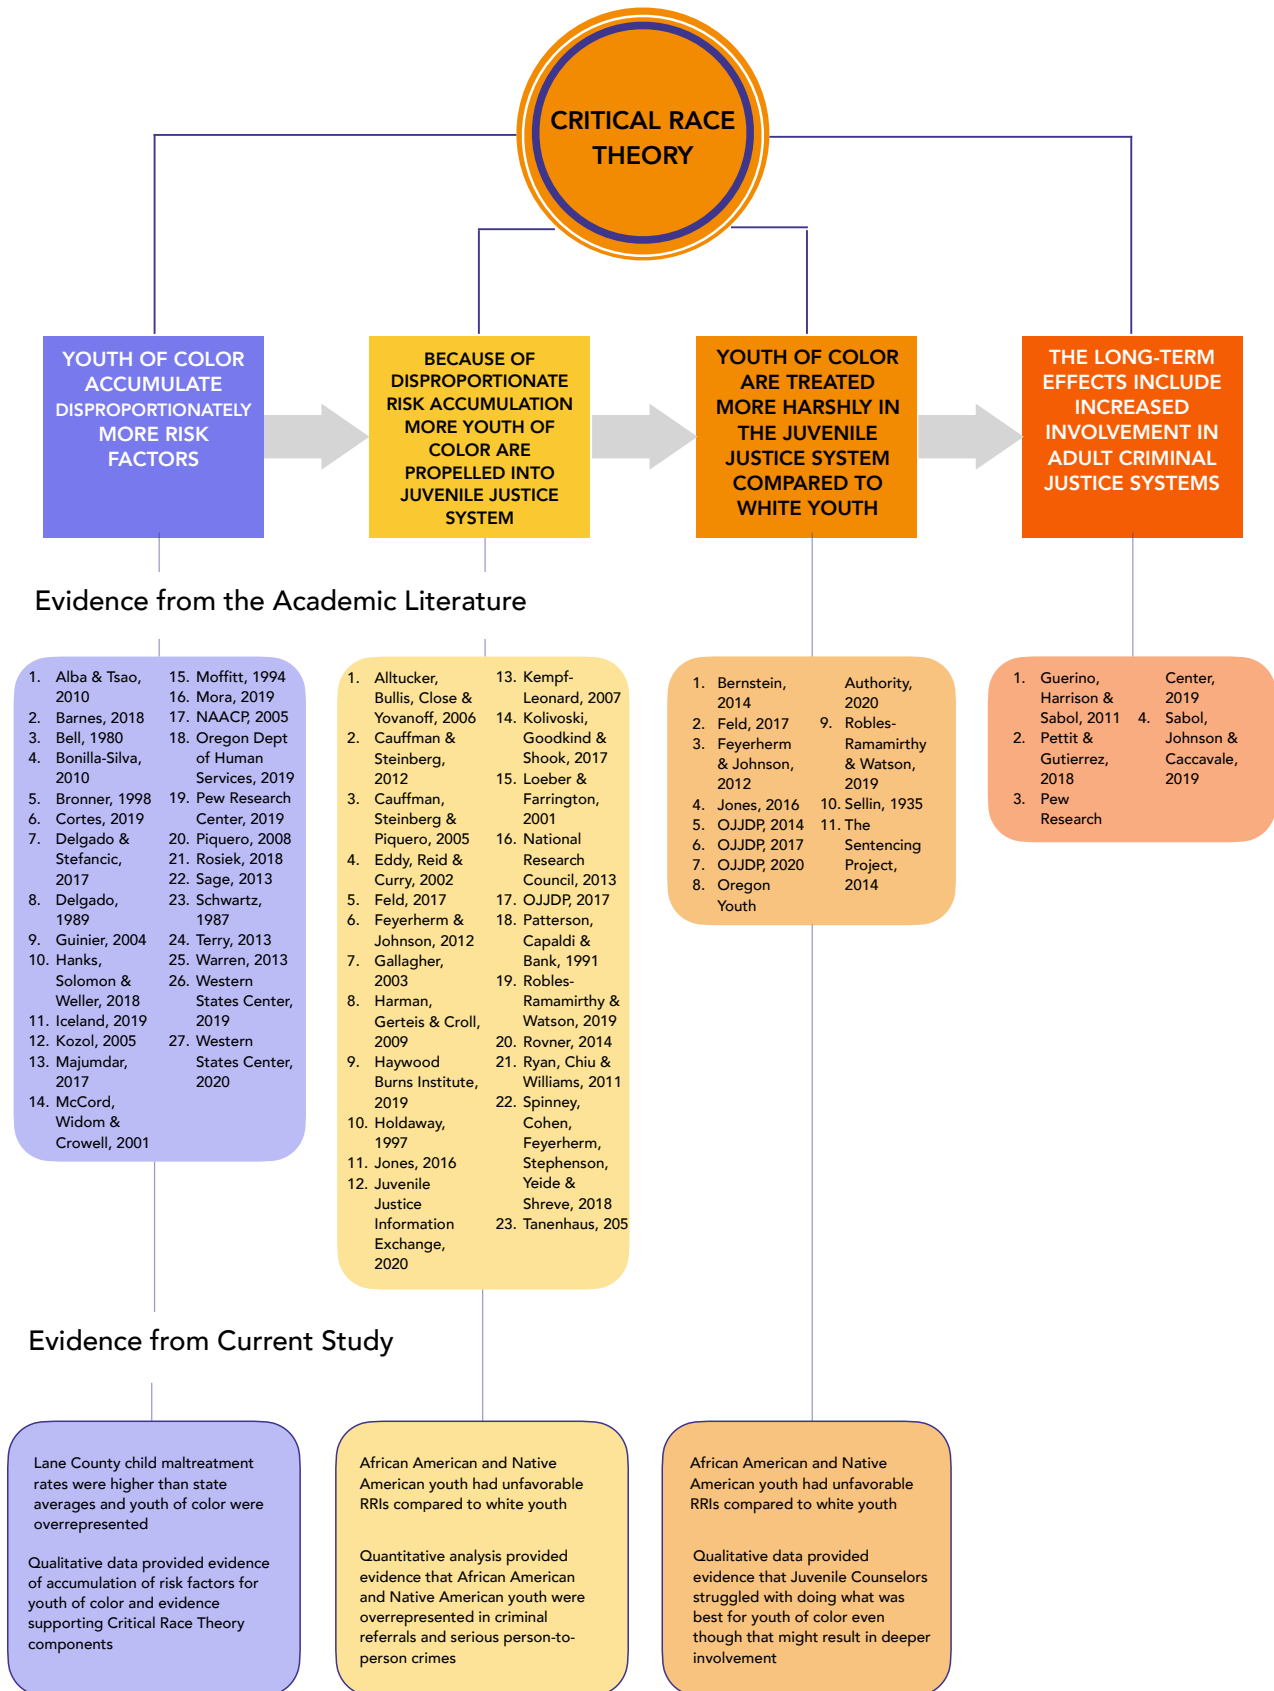 CRITICAL RACE
THEORY
YOUTH OF COLOR
ACCUMULATE
DISPROPORTIONATELY
MORE RISK
FACTORS
BECAUSE OF
DISPROPORTIONATE
RISK ACCUMULATION
MORE YOUTH OF
COLOR ARE
PROPELLED INTO
JUVENILE JUSTICE
SYSTEM
YOUTH OF COLOR
ARE TREATED
MORE HARSHLY IN
THE JUVENILE
JUSTICE SYSTEM
COMPARED TO
WHITE YOUTH
THE LONG-TERM
EFFECTS INCLUDE
INCREASED
INVOLVEMENT IN
ADULT CRIMINAL
JUSTICE SYSTEMS
Evidence from the Academic Literature
1. Alba & Tsao,
2010
2. Barnes, 2018
3. Bell, 1980
4. Bonilla-Silva,
2010
5. Bronner, 1998
6. Cortes, 2019
7. Delgado &
Stefancic,
2017
8. Delgado,
1989
9. Guinier, 2004
10. Hanks,
Solomon &
Weller, 2018
11. Iceland, 2019
12. Kozol, 2005
13. Majumdar,
2017
14. McCord,
Widom &
Crowell, 2001
15. Moffitt, 1994
16. Mora, 2019
17. NAACP, 2005
18. Oregon Dept
of Human
Services, 2019
19. Pew Research
Center, 2019
20. Piquero, 2008
21. Rosiek, 2018
22. Sage, 2013
23. Schwartz,
1987
24. Terry, 2013
25. Warren, 2013
26. Western
States Center,
2019
27. Western
States Center,
2020
1. Alltucker,
Bullis, Close &
Yovanoff, 2006
2. Cauffman &
Steinberg,
2012
3. Cauffman,
Steinberg &
Piquero, 2005
4. Eddy, Reid &
Curry, 2002
5. Feld, 2017
6. Feyerherm &
Johnson, 2012
7. Gallagher,
2003
8. Harman,
Gerteis & Croll,
2009
9. Haywood
Burns Institute,
2019
10. Holdaway,
1997
11. Jones, 2016
12. Juvenile
Justice
Information
Exchange,
2020
13. Kempf-
Leonard, 2007
14. Kolivoski,
Goodkind &
Shook, 2017
15. Loeber &
Farrington,
2001
16. National
Research
Council, 2013
17. OJJDP, 2017
18. Patterson,
Capaldi &
Bank, 1991
19. Robles-
Ramamirthy &
Watson, 2019
20. Rovner, 2014
21. Ryan, Chiu &
Williams, 2011
22. Spinney,
Cohen,
Feyerherm,
Stephenson,
Yeide &
Shreve, 2018
23. Tanenhaus, 205
1. Bernstein,
2014
2. Feld, 2017
3. Feyerherm
& Johnson,
2012
4. Jones, 2016
5. OJJDP, 2014
6. OJJDP, 2017
7. OJJDP, 2020
8. Oregon
Youth
Authority,
2020
9. Robles-
Ramamirthy
& Watson,
2019
10. Sellin, 1935
11. The
Sentencing
Project,
2014
1. Guerino,
Harrison &
Sabol, 2011
2. Pettit &
Gutierrez,
2018
3. Pew
Research
Center,
2019
4. Sabol,
Johnson &
Caccavale,
2019
Evidence from Current Study
Lane County child maltreatment
rates were higher than state
averages and youth of color were
overrepresented
Qualitative data provided evidence
of accumulation of risk factors for
youth of color and evidence
supporting Critical Race Theory
components
African American and Native
American youth had unfavorable
RRIs compared to white youth
Quantitative analysis provided
evidence that African American
and Native American youth were
overrepresented in criminal
referrals and serious person-to-
person crimes
African American and Native
American youth had unfavorable
RRIs compared to white youth
Qualitative data provided
evidence that Juvenile Counselors
struggled with doing what was
best for youth of color even
though that might result in deeper
involvement